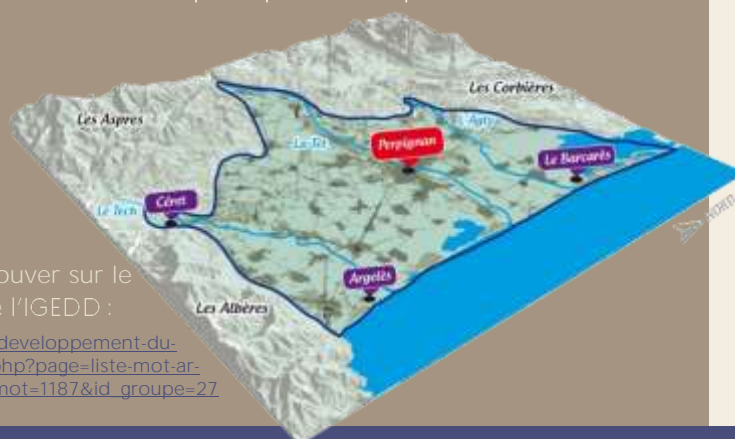 Les Corbières
Les Aspres
L'Agly
La Têt
Perpignan
Le Barcarès
Céret
Le Tech
Argelès
Les Albères
ouver sur le
e l'IGEDD :
developpement-du-
php?page=liste-mot-ar-
mot=1187&id_groupe=27